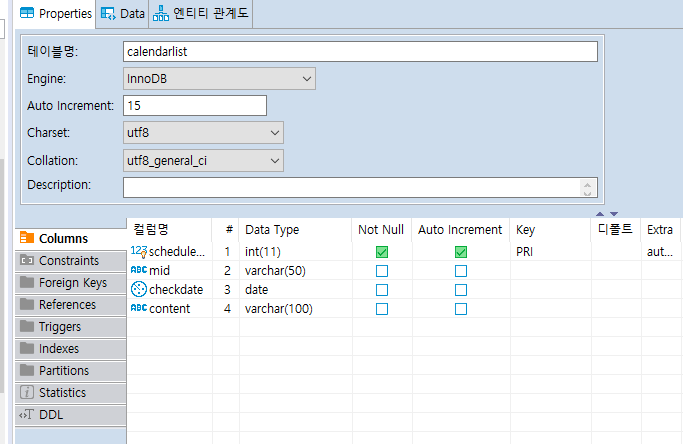 Properties Data 엔티티 관계도
테이블명: calendarlist
Engine: InnoDB
Auto Increment: 15
Charset: utf8
Collation: utf8_general_ci
Description:
컬럼명 # Data Type Not Null Auto Increment Key 디폴트 Extra
Columns
Constraints
Foreign Keys
References
Triggers
Indexes
Partitions
Statistics
DDL
123 schedule... 1 int(11) PRI aut...
ABC mid 2 varchar(50)
checkdate 3 date
ABC content 4 varchar(100)